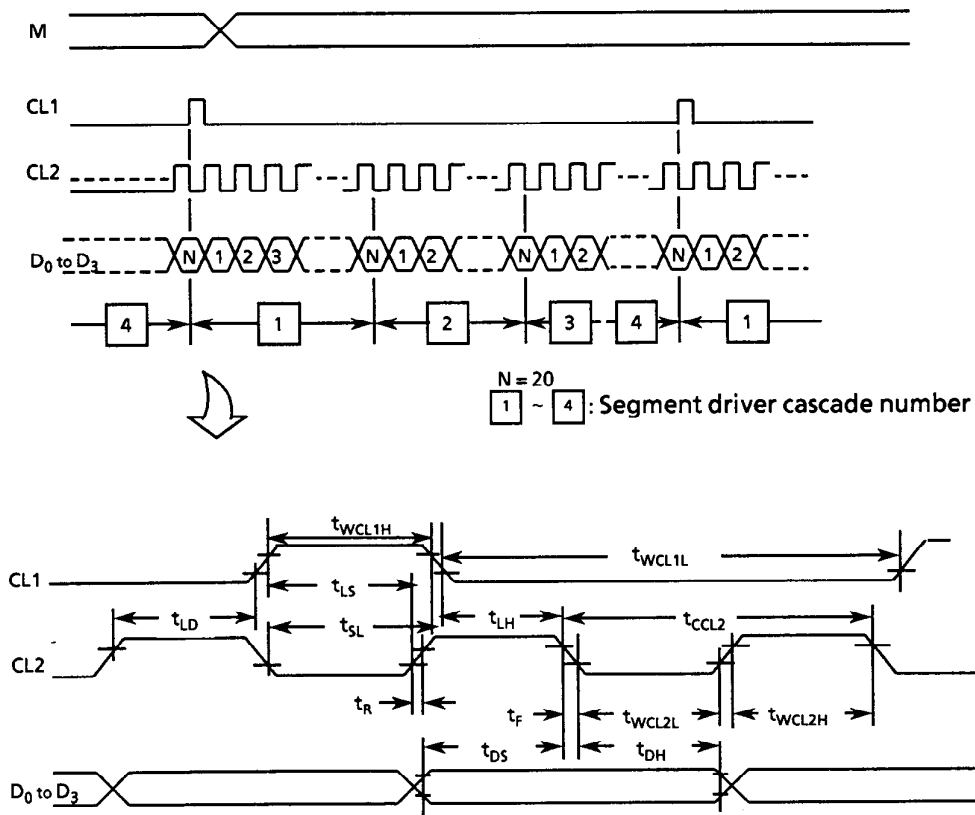 M
CL1
CL2
D0 to D3
N 1 2 3 N 1 2 N 1 2 N 1 2
4 1 2 3 4 1
N = 20
1 ~ 4 : Segment driver cascade number
tWCL1H
tWCL1L
CL1
tLS
tLD
tLH
tCCL2
tSL
CL2
tR
tF
tWCL2L
tWCL2H
tDS
tDH
D0 to D3